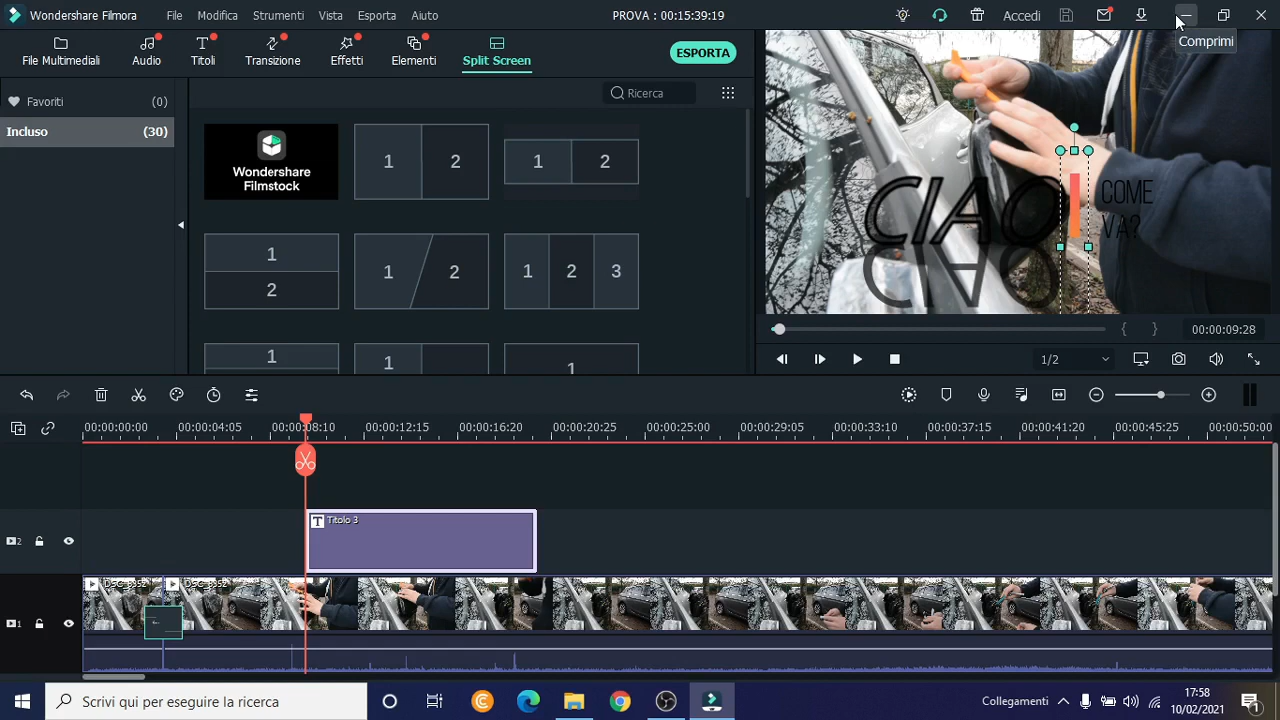 Wondershare Filmora
File
Modifica
Strumenti
Vista
Esporta
Aiuto
PROVA : 00:15:39:19
Accedi
Comprimi
Multimediali
Audio
Titoli
Effetti
Elementi
Split Screen
ESPORTA
Favoriti
(0)
Incluso
(30)
Ricerca
Wondershare
Filmstock
1 2
1 2
1
2
1 2
1 2 3
1
1
1
CIAO
COME
VA?
CIAO
00:00:09:28
1/2
00:00:00:00
00:00:04:05
00:00:08:10
00:00:12:15
00:00:16:20
00:00:20:25
00:00:25:00
00:00:29:05
00:00:33:10
00:00:37:15
00:00:41:20
00:00:45:25
00:00:50:00
2
T Titolo 3
1
Scrivi qui per eseguire la ricerca
Collegamenti
17:58
10/02/2021
1